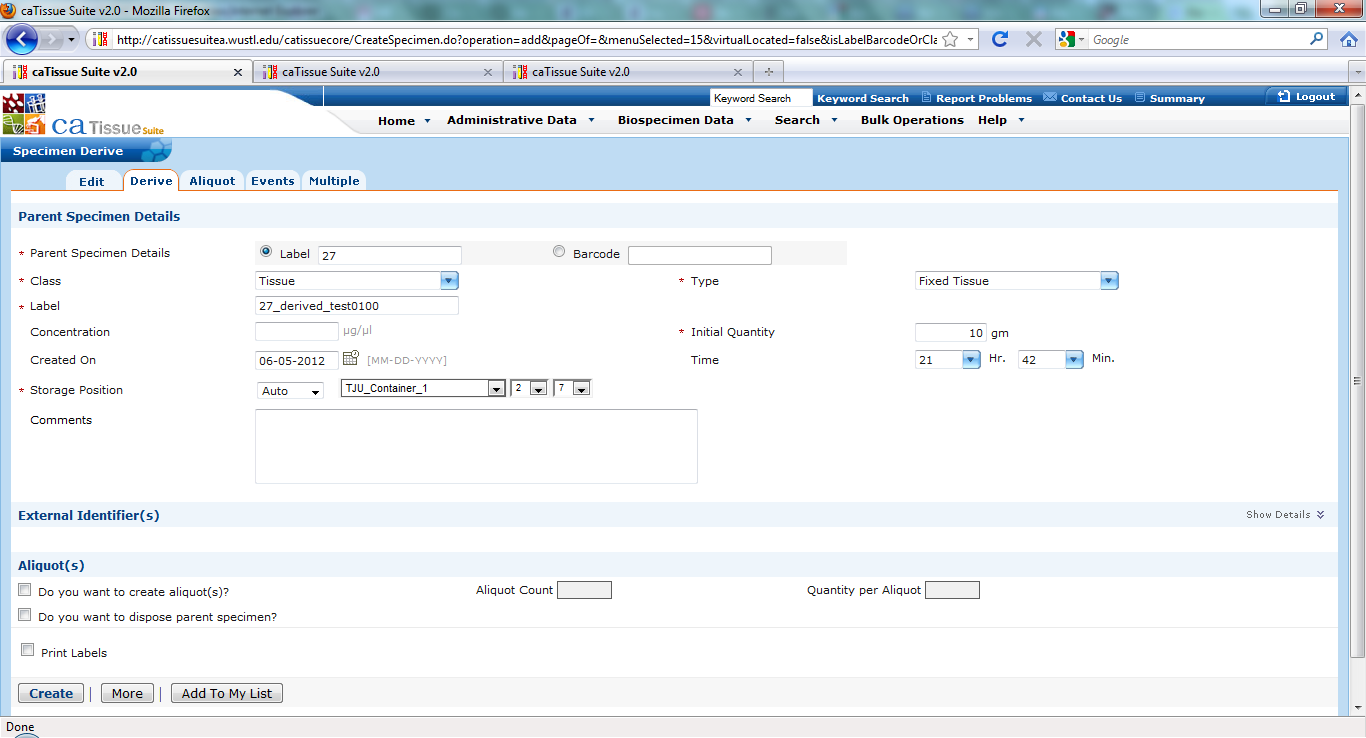 caTissue Suite v2.0 - Mozilla Firefox
http://catissuesuitea.wustl.edu/catissuecore/CreateSpecimen.do?operation=add&pageOf=&menuSelected=15&virtualLocated=false&isLabelBarcodeOrCla
Google
caTissue Suite v2.0 caTissue Suite v2.0 caTissue Suite v2.0
Keyword Search Keyword Search Report Problems Contact Us Summary Logout
ca Tissue Suite
Home Administrative Data Biospecimen Data Search Bulk Operations Help
Specimen Derive
Edit Derive Aliquot Events Multiple
Parent Specimen Details
* Parent Specimen Details Label 27 Barcode
* Class Tissue * Type Fixed Tissue
* Label 27_derived_test0100
Concentration µg/µl * Initial Quantity 10 gm
Created On 06-05-2012 [MM-DD-YYYY] Time 21 Hr. 42 Min.
* Storage Position Auto TJU_Container_1 2 7
Comments
External Identifier(s) Show Details
Aliquot(s)
Do you want to create aliquot(s)? Aliquot Count Quantity per Aliquot
Do you want to dispose parent specimen?
Print Labels
Create | More | Add To My List
Done